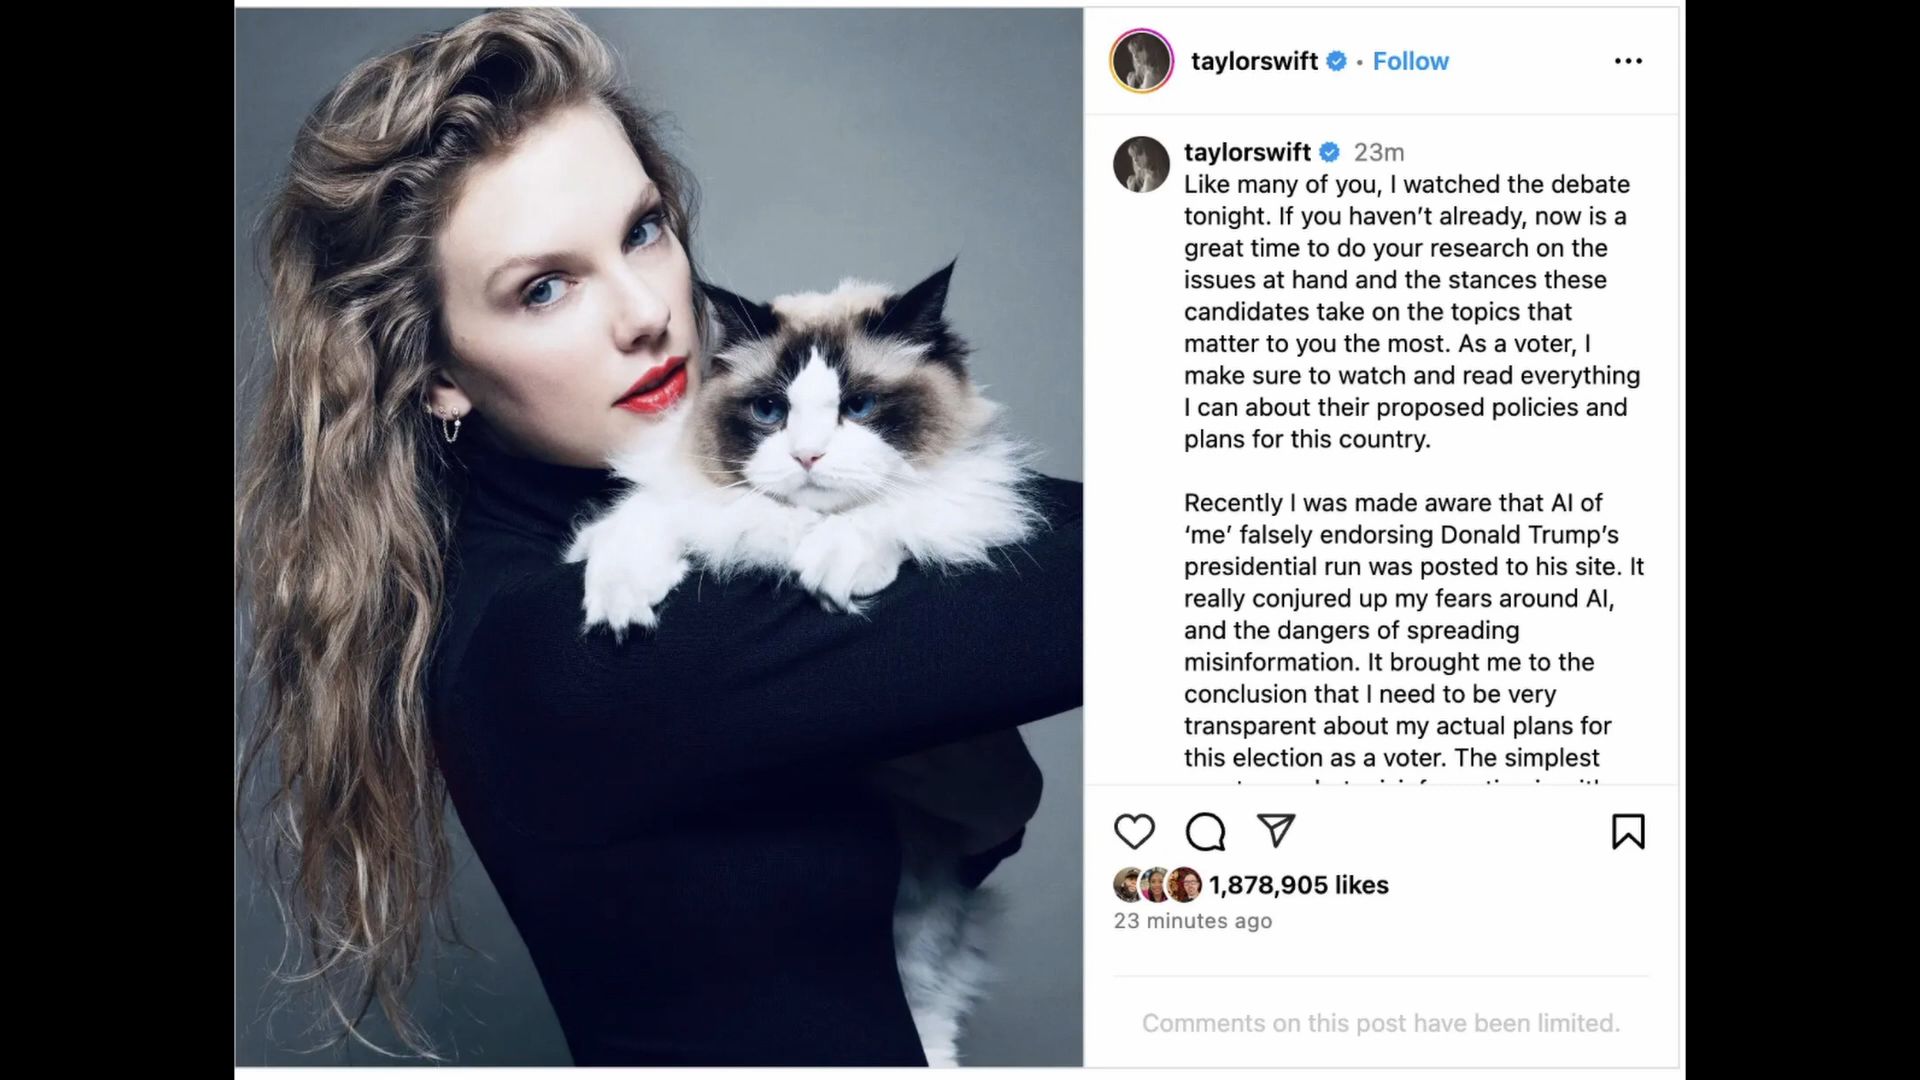 taylorswift • Follow
taylorswift 23m
Like many of you, I watched the debate
tonight. If you haven’t already, now is a
great time to do your research on the
issues at hand and the stances these
candidates take on the topics that
matter to you the most. As a voter, I
make sure to watch and read everything
I can about their proposed policies and
plans for this country.
Recently I was made aware that AI of
‘me’ falsely endorsing Donald Trump’s
presidential run was posted to his site. It
really conjured up my fears around AI,
and the dangers of spreading
misinformation. It brought me to the
conclusion that I need to be very
transparent about my actual plans for
this election as a voter. The simplest
1,878,905 likes
23 minutes ago
Comments on this post have been limited.